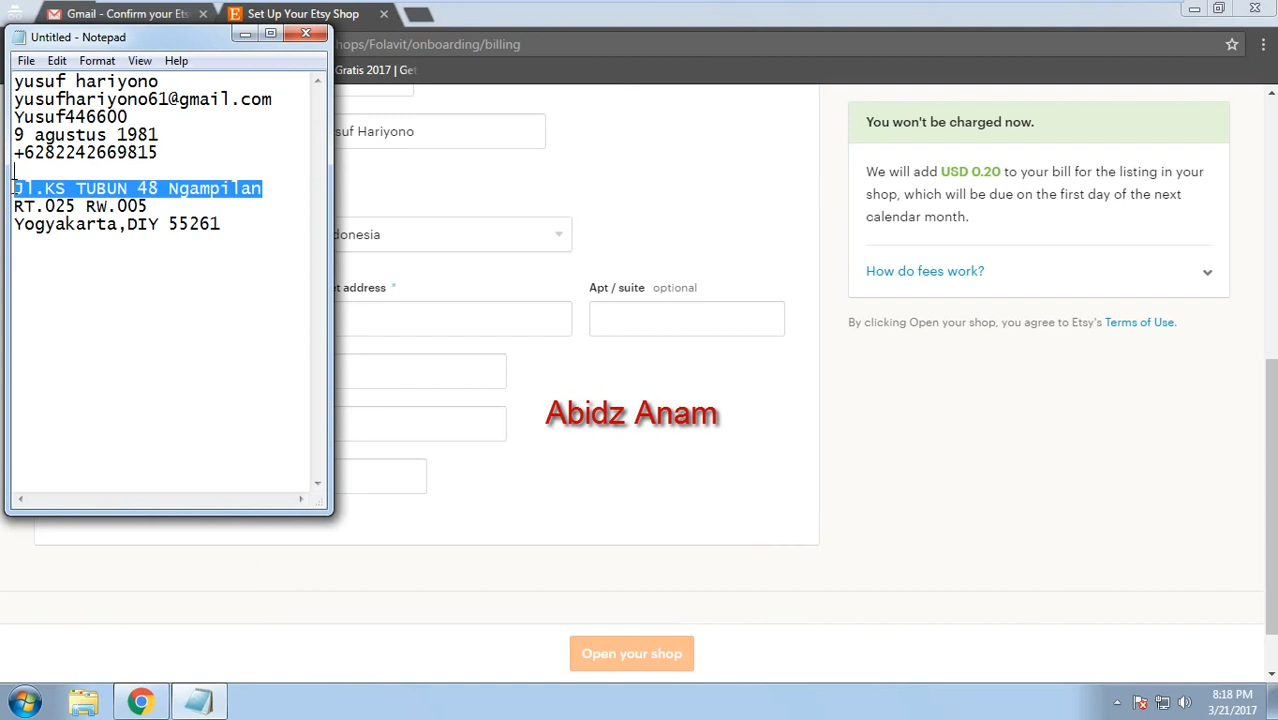 Gmail - Confirm your Ets
Set Up Your Etsy Shop
Untitled - Notepad
hops/Folavit/onboarding/billing
File Edit Format View Help
Gratis 2017 | Get
yusuf hariyono
yusufhariyono61@gmail.com
Yusuf446600
9 agustus 1981
+6282242669815
Jl.KS TUBUN 48 Ngampilan
RT.025 RW.005
Yogyakarta,DIY 55261
suf Hariyono
donesia
et address *
Apt / suite optional
You won't be charged now.
We will add USD 0.20 to your bill for the listing in your
shop, which will be due on the first day of the next
calendar month.
How do fees work?
By clicking Open your shop, you agree to Etsy's Terms of Use.
Abidz Anam
Open your shop
8:18 PM
3/21/2017